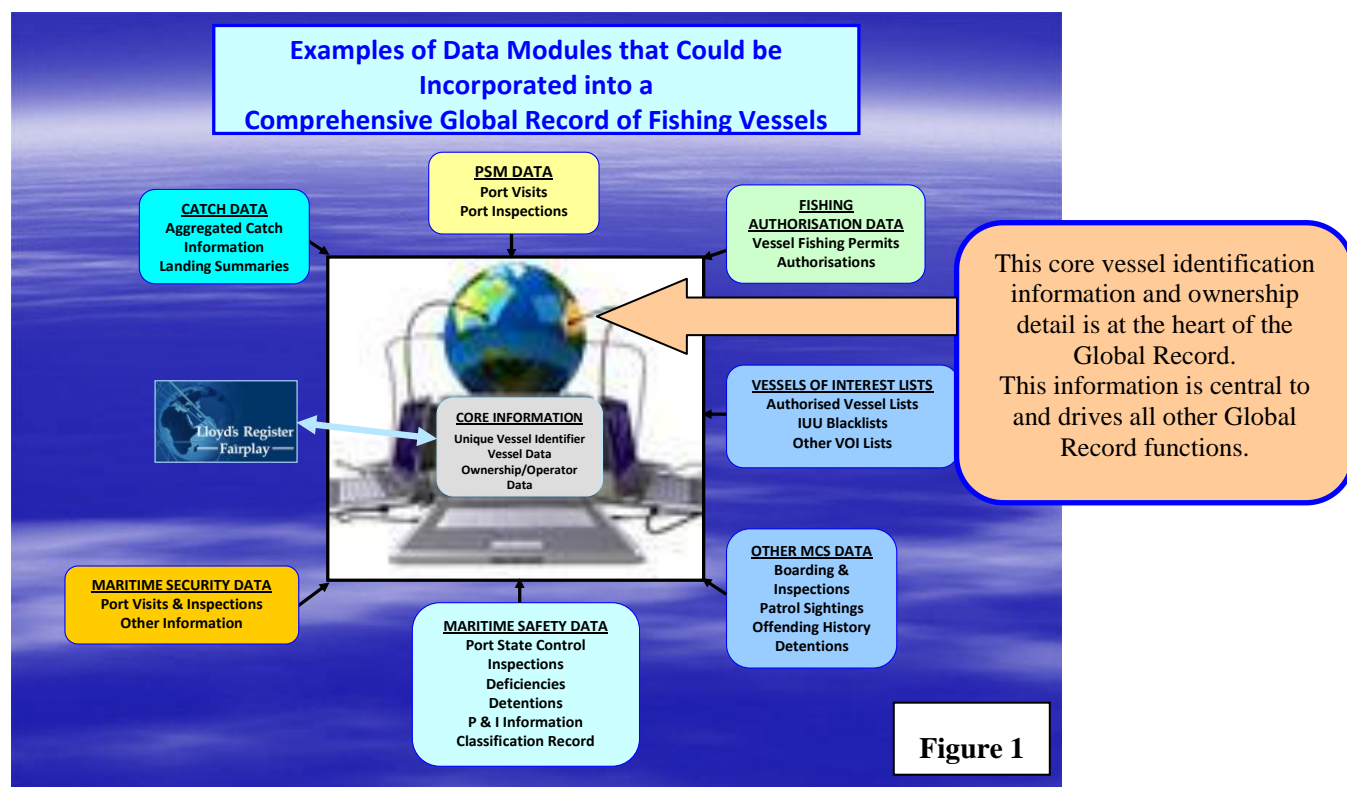 Examples of Data Modules that Could be
Incorporated into a
Comprehensive Global Record of Fishing Vessels
PSM DATA
Port Visits
Port Inspections
CATCH DATA
Aggregated Catch
Information
Landing Summaries
FISHING
AUTHORISATION DATA
Vessel Fishing Permits
Authorisations
This core vessel identification
information and ownership
detail is at the heart of the
Global Record.
This information is central to
and drives all other Global
Record functions.
Lloyd's Register
Fairplay
CORE INFORMATION
Unique Vessel Identifier
Vessel Data
Ownership/Operator
Data
VESSELS OF INTEREST LISTS
Authorised Vessel Lists
IUU Blacklists
Other VOI Lists
MARITIME SECURITY DATA
Port Visits & Inspections
Other Information
MARITIME SAFETY DATA
Port State Control
Inspections
Deficiencies
Detentions
P & I Information
Classification Record
OTHER MCS DATA
Boarding &
Inspections
Patrol Sightings
Offending History
Detentions
Figure 1